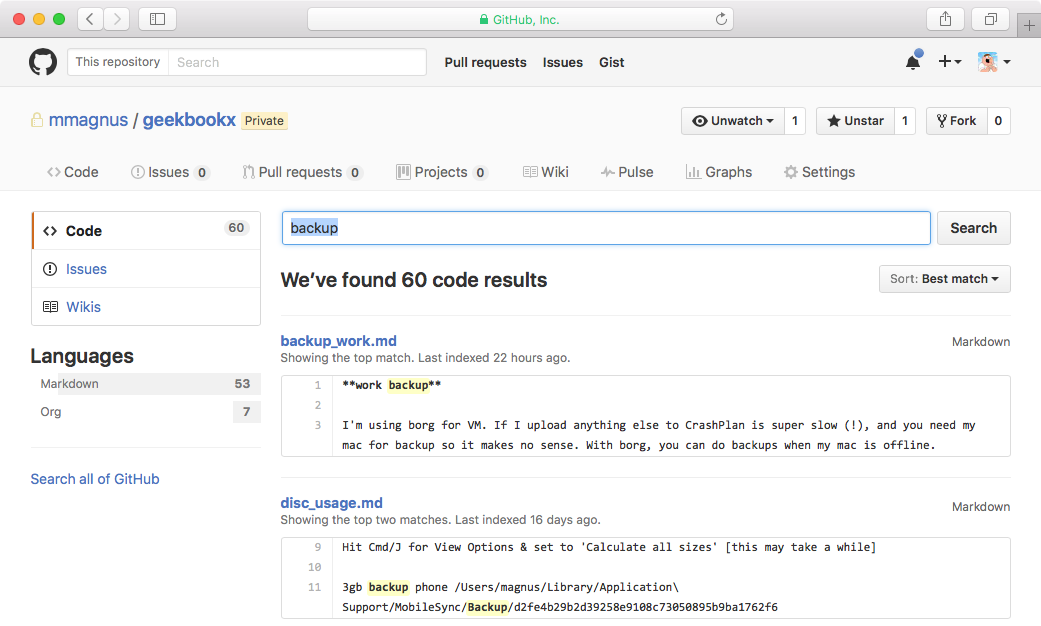 GitHub, Inc.
This repository Search Pull requests Issues Gist
mmagnus / geekbookx Private Unwatch 1 Unstar 1 Fork 0
Code Issues 0 Pull requests 0 Projects 0 Wiki Pulse Graphs Settings
Code 60
Issues
Wikis
Languages
Markdown 53
Org 7
Search all of GitHub
backup Search
We’ve found 60 code results Sort: Best match
backup_work.md Markdown
Showing the top match. Last indexed 22 hours ago.
1 **work backup**
2
3 I'm using borg for VM. If I upload anything else to CrashPlan is super slow (!), and you need my
mac for backup so it makes no sense. With borg, you can do backups when my mac is offline.
disc_usage.md Markdown
Showing the top two matches. Last indexed 16 days ago.
9 Hit Cmd/J for View Options & set to 'Calculate all sizes' [this may take a while]
10
11 3gb backup phone /Users/magnus/Library/Application\
Support/MobileSync/Backup/d2fe4b29b2d39258e9108c73050895b9ba1762f6